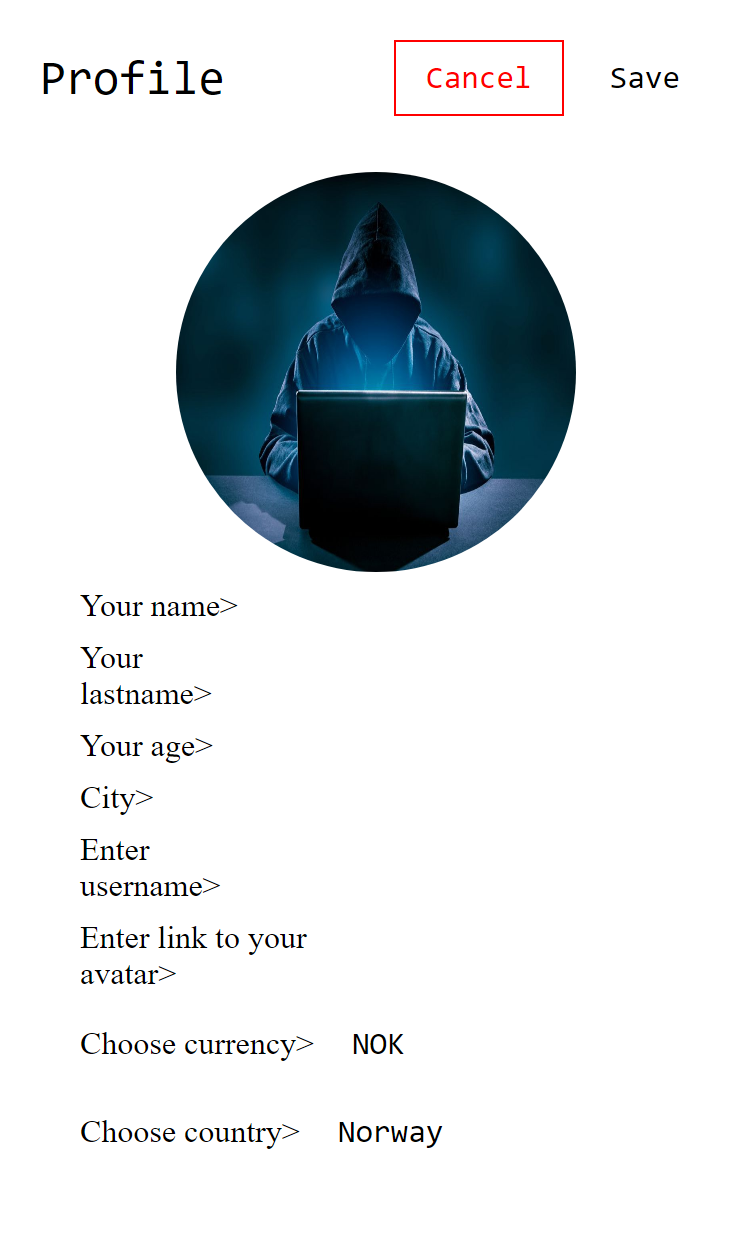 Profile
Cancel
Save
Your name>
Your
lastname>
Your age>
City>
Enter
username>
Enter link to your
avatar>
Choose currency> NOK
Choose country> Norway